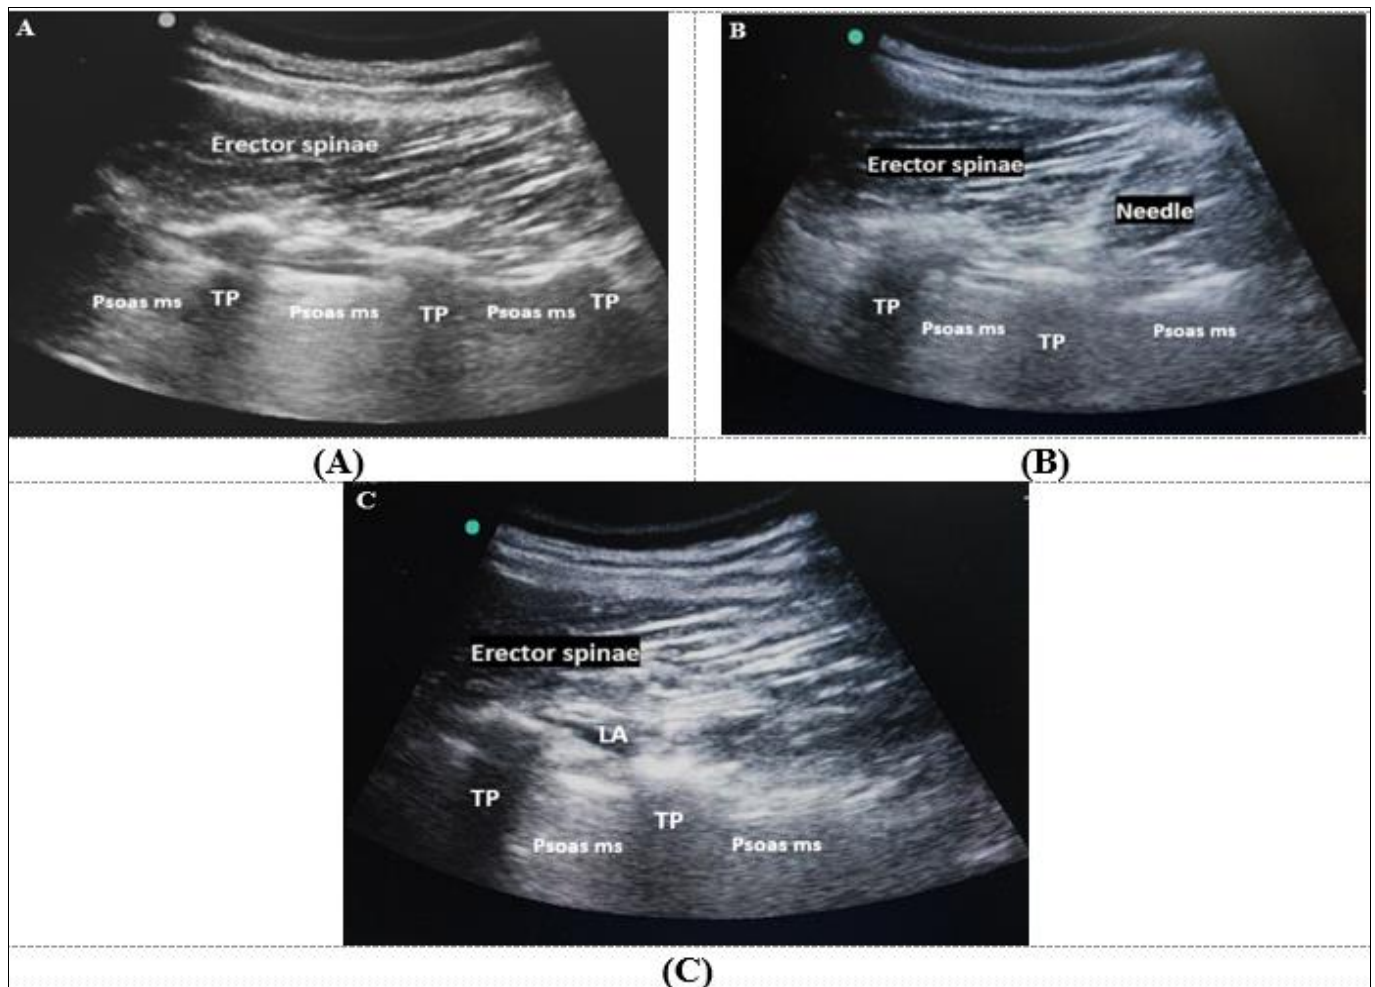 A
Erector spinae
Psoas ms
TP
Psoas ms
TP
Psoas ms
TP
(A)
B
Erector spinae
Needle
TP
Psoas ms
TP
Psoas ms
(B)
C
Erector spinae
LA
TP
Psoas ms
TP
Psoas ms
(C)